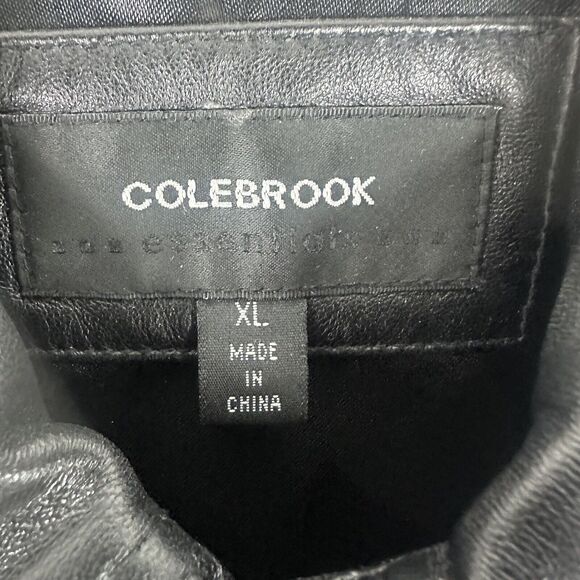 COLEBROOK
essentials
XL
MADE
IN
CHINA